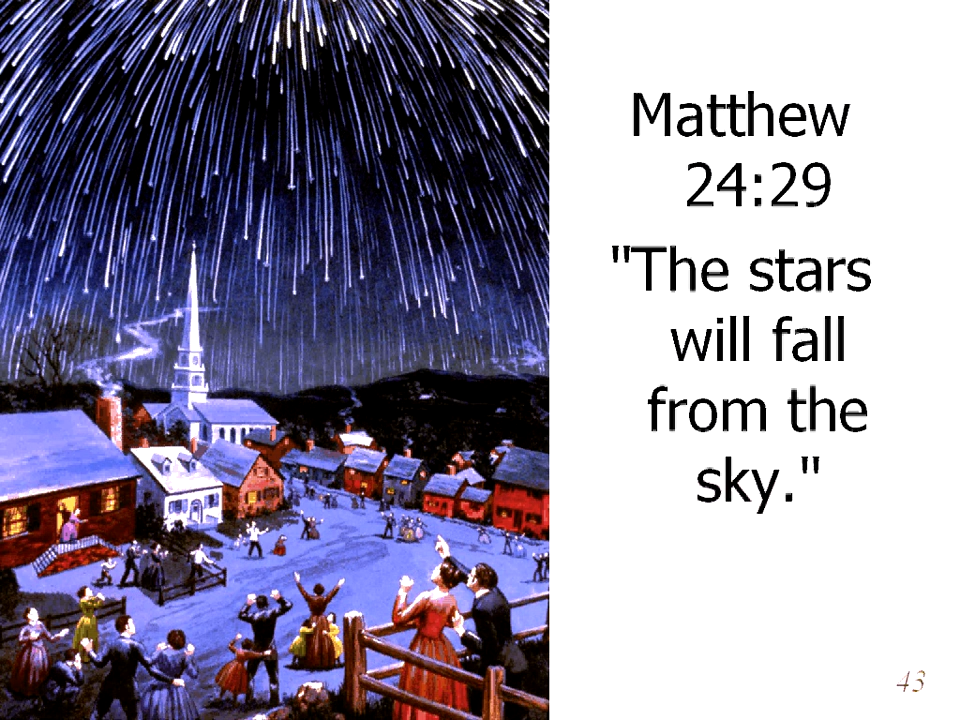 Matthew
24:29
"The stars
will fall
from the
sky."
43